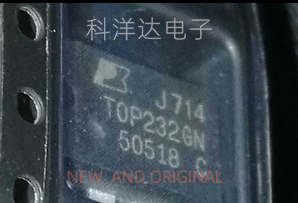 科洋达电子
J714
TOP232GN
50518 C
NEW AND ORIGINAL